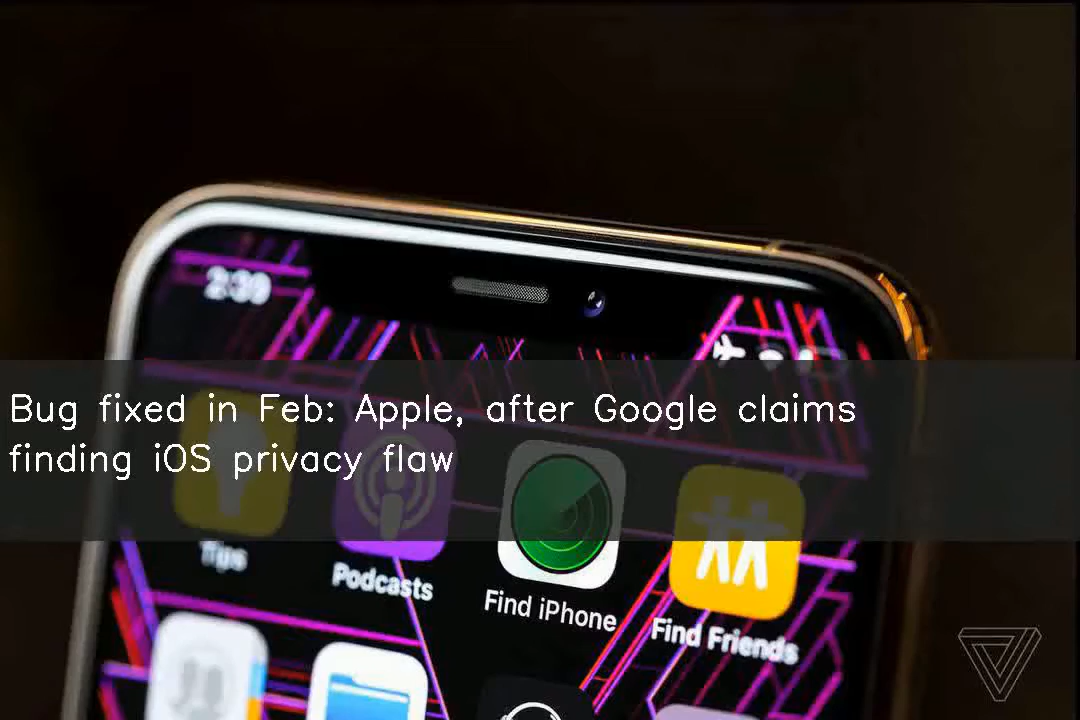 2:39
Bug fixed in Feb: Apple, after Google claims
finding iOS privacy flaw
Tips
Podcasts
Find iPhone
Find Friends